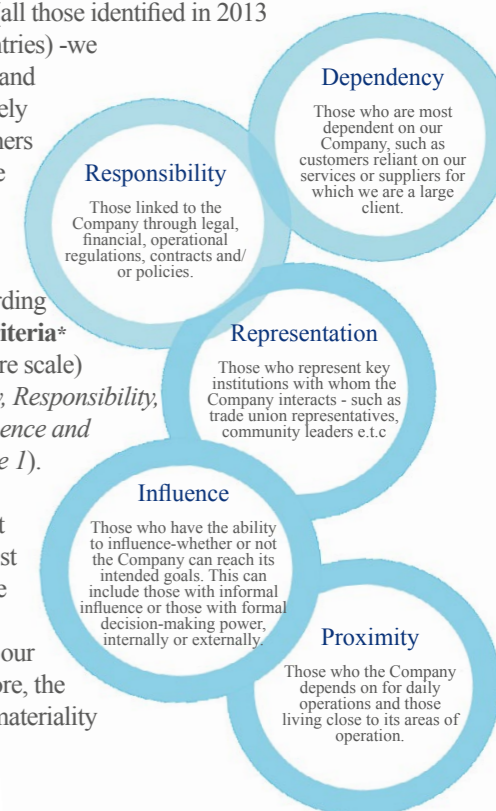 (all those identified in 2013
ntries) -we
and
ely
ners
e
rding
iteria*
re scale)
y, Responsibility,
ence and
e 1).
t
st
e
our
ore, the
materiality
Dependency
Those who are most
dependent on our
Company, such as
customers reliant on our
services or suppliers for
which we are a large
client.
Responsibility
Those linked to the
Company through legal,
financial, operational
regulations, contracts and/
or policies.
Representation
Those who represent key
institutions with whom the
Company interacts - such as
trade union representatives,
community leaders e.t.c
Influence
Those who have the ability
to influence-whether or not
the Company can reach its
intended goals. This can
include those with informal
influence or those with formal
decision-making power,
internally or externally.
Proximity
Those who the Company
depends on for daily
operations and those
living close to its areas of
operation.